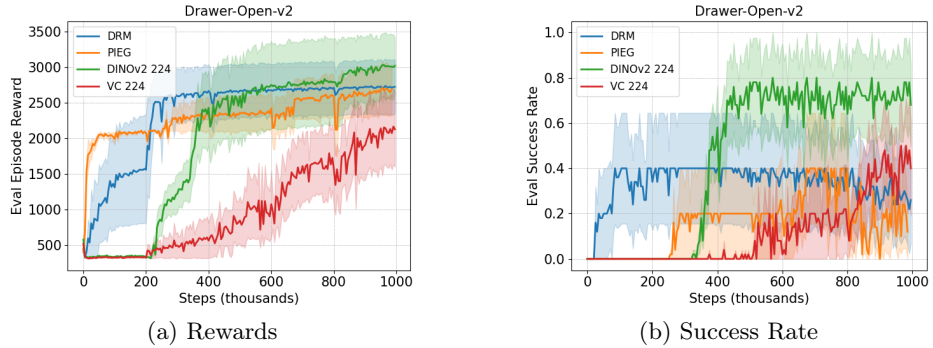 Drawer-Open-v2
3500
3000
2500
2000
1500
1000
500
Eval Episode Reward
DRM
PIEG
DINOv2 224
VC 224
0 200 400 600 800 1000
Steps (thousands)
(a) Rewards
Drawer-Open-v2
1.0
0.8
0.6
0.4
0.2
0.0
Eval Success Rate
DRM
PIEG
DINOv2 224
VC 224
0 200 400 600 800 1000
Steps (thousands)
(b) Success Rate